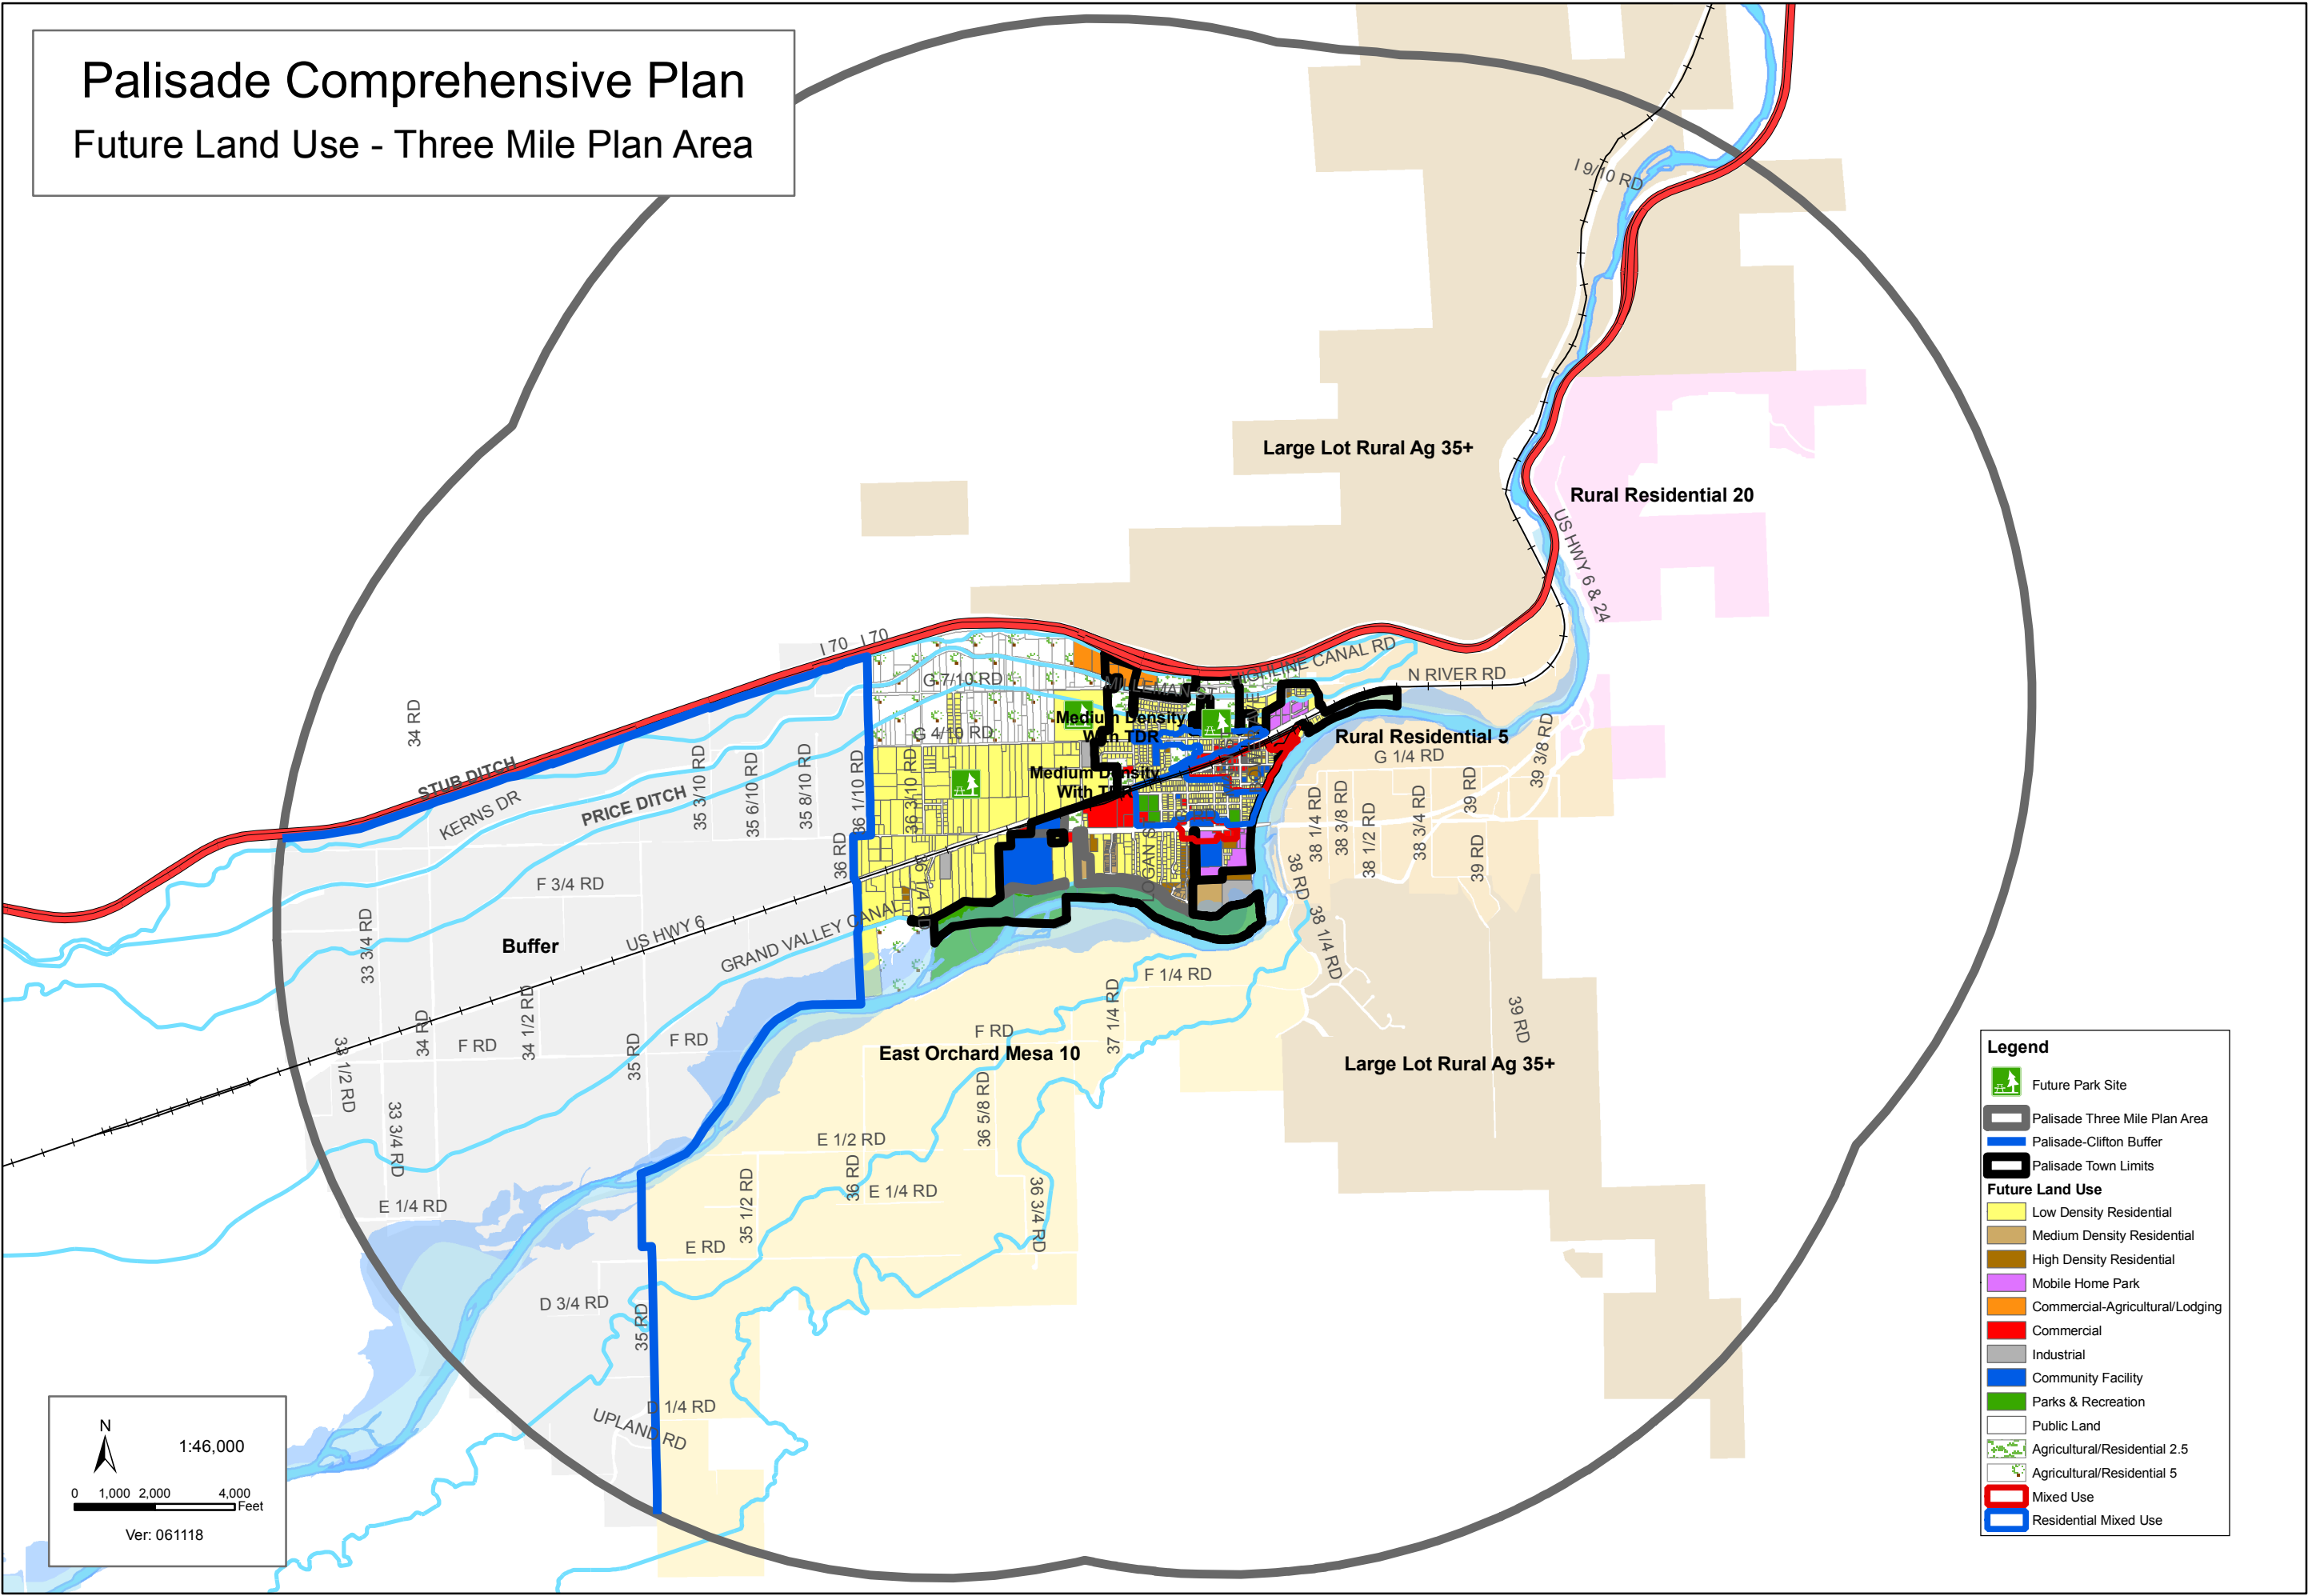 Palisade Comprehensive Plan
Future Land Use - Three Mile Plan Area
I 9/10 RD
Large Lot Rural Ag 35+
Rural Residential 20
US HWY 6 & 24
I 70
I 70
HIGHLINE CANAL RD
N RIVER RD
G 7/10 RD
MILLEMAN ST
34 RD
Medium Density
With TDR
G 4/10 RD
Rural Residential 5
G 1/4 RD
39 3/8 RD
STUB DITCH
KERNS DR
PRICE DITCH
35 3/10 RD
35 6/10 RD
35 8/10 RD
36 1/10 RD
36 3/10 RD
Medium Density
With TDR
38 1/4 RD
38 3/8 RD
38 1/2 RD
38 3/4 RD
39 RD
36 RD
LOGAN ST
38 RD
39 RD
F 3/4 RD
36 1/4 RD
33 3/4 RD
Buffer
US HWY 6
GRAND VALLEY CANAL
38 1/4 RD
F 1/4 RD
33 1/2 RD
34 RD
F RD
34 1/2 RD
35 RD
F RD
F RD
37 1/4 RD
39 RD
East Orchard Mesa 10
Large Lot Rural Ag 35+
33 3/4 RD
E 1/2 RD
36 5/8 RD
E 1/4 RD
35 1/2 RD
36 RD
E 1/4 RD
36 3/4 RD
E RD
D 3/4 RD
35 RD
D 1/4 RD
UPLAND RD
N
1:46,000
0 1,000 2,000 4,000
Feet
Ver: 061118
Legend
Future Park Site
Palisade Three Mile Plan Area
Palisade-Clifton Buffer
Palisade Town Limits
Future Land Use
Low Density Residential
Medium Density Residential
High Density Residential
Mobile Home Park
Commercial-Agricultural/Lodging
Commercial
Industrial
Community Facility
Parks & Recreation
Public Land
Agricultural/Residential 2.5
Agricultural/Residential 5
Mixed Use
Residential Mixed Use